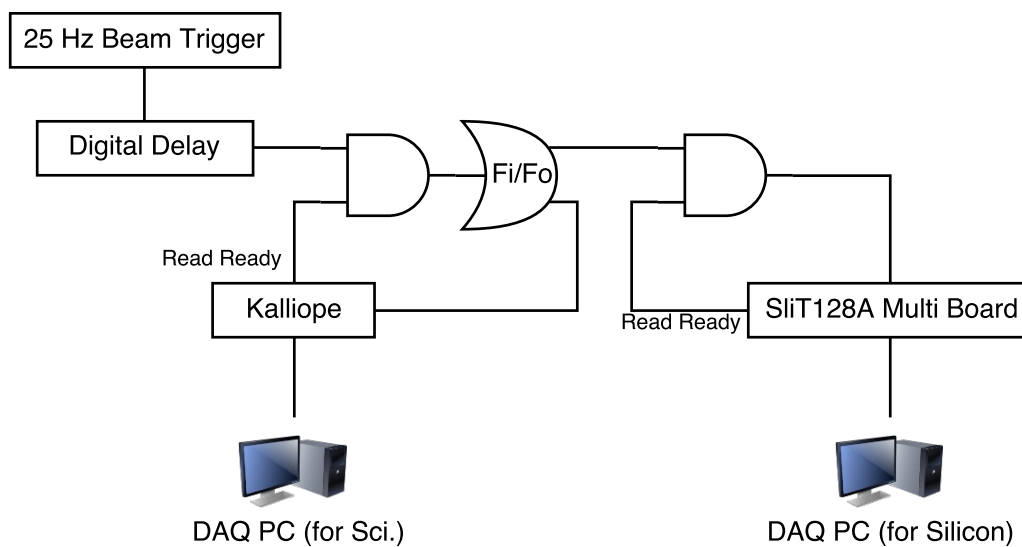 25 Hz Beam Trigger
Digital Delay
Fi/Fo
Read Ready
Kalliope
Read Ready
SliT128A Multi Board
DAQ PC (for Sci.)
DAQ PC (for Silicon)